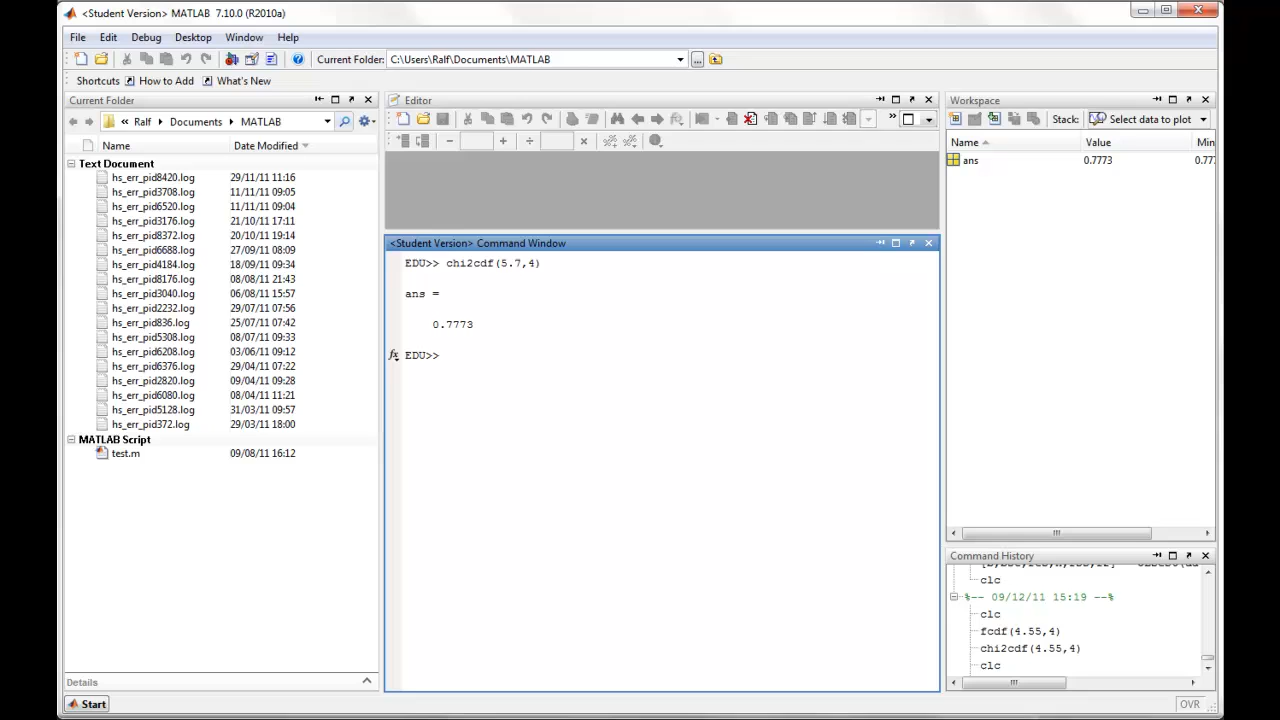 <Student Version> MATLAB 7.10.0 (R2010a)
File Edit Debug Desktop Window Help
Current Folder: C:\Users\Ralf\Documents\MATLAB
Shortcuts How to Add What's New
Current Folder
« Ralf Documents MATLAB
Name Date Modified
Text Document
hs_err_pid8420.log 29/11/11 11:16
hs_err_pid3708.log 11/11/11 09:05
hs_err_pid6520.log 11/11/11 09:04
hs_err_pid3176.log 21/10/11 17:11
hs_err_pid8372.log 20/10/11 19:14
hs_err_pid6688.log 27/09/11 08:09
hs_err_pid4184.log 18/09/11 09:34
hs_err_pid8176.log 08/08/11 21:43
hs_err_pid3040.log 06/08/11 15:57
hs_err_pid2232.log 29/07/11 07:56
hs_err_pid836.log 25/07/11 07:42
hs_err_pid5308.log 08/07/11 09:33
hs_err_pid6208.log 03/06/11 09:12
hs_err_pid6376.log 29/04/11 07:22
hs_err_pid2820.log 09/04/11 09:28
hs_err_pid6080.log 08/04/11 11:21
hs_err_pid5128.log 31/03/11 09:57
hs_err_pid372.log 29/03/11 18:00
MATLAB Script
test.m 09/08/11 16:12
Details
Start
Editor
<Student Version> Command Window
EDU>> chi2cdf(5.7,4)
ans =
0.7773
fx EDU>>
Workspace
Stack: Select data to plot
Name Value Min
ans 0.7773 0.777
Command History
clc
%-- 09/12/11 15:19 --%
clc
fcdf(4.55,4)
chi2cdf(4.55,4)
clc
OVR